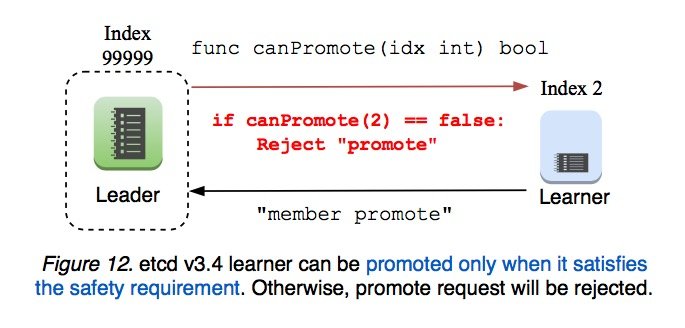 Index
99999
func canPromote(idx int) bool
Index 2
if canPromote(2) == false:
Reject "promote"
Leader
Learner
"member promote"
Figure 12. etcd v3.4 learner can be promoted only when it satisfies
the safety requirement. Otherwise, promote request will be rejected.